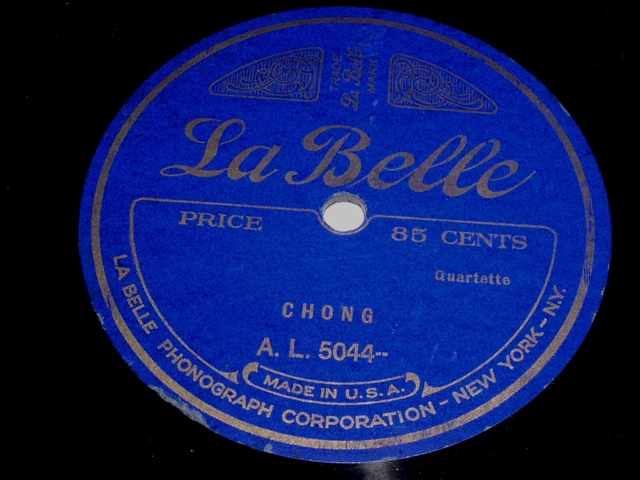 TRADE
La Belle
MARK
La Belle
PRICE 85 CENTS
Quartette
CHONG
A. L. 5044--
MADE IN U.S.A.
LA BELLE PHONOGRAPH CORPORATION - NEW YORK - N.Y.